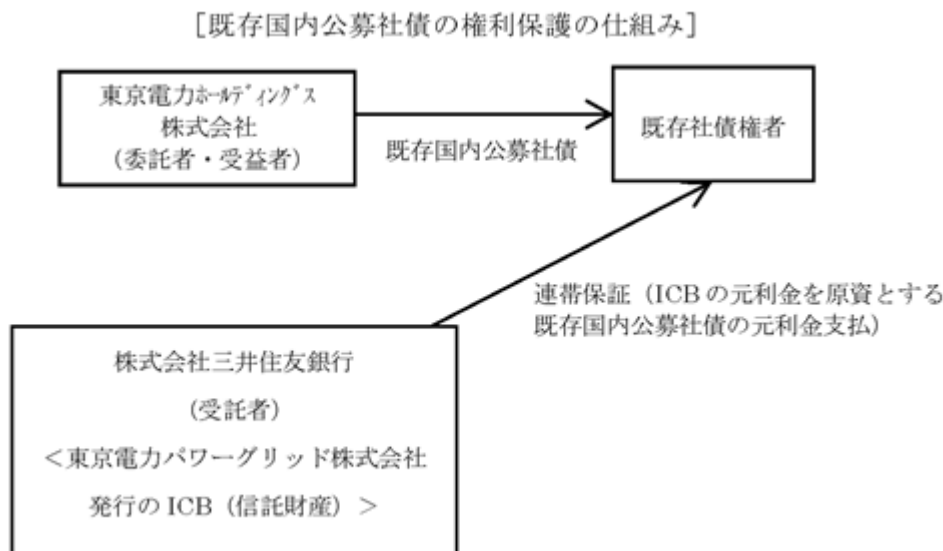 ［既存国内公募社債の権利保護の仕組み］
東京電力ﾎｰﾙﾃﾞｨﾝｸﾞｽ
株式会社
（委託者・受益者）
既存国内公募社債
既存社債権者
連帯保証（ICB の元利金を原資とする
既存国内公募社債の元利金支払）
株式会社三井住友銀行
（受託者）
＜東京電力パワーグリッド株式会社
発行の ICB（信託財産）＞